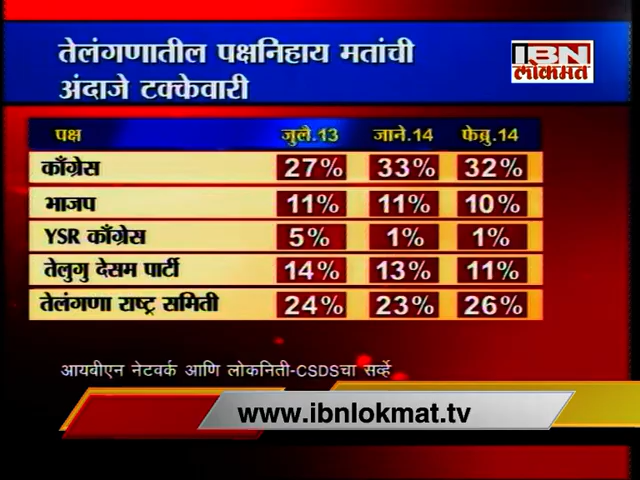 तेलंगणातील पक्षनिहाय मतांची
अंदाजे टक्केवारी
IBN
लोकमत
पक्ष जुलै.13 जाने.14 फेब्रु.14
काँग्रेस 27% 33% 32%
भाजप 11% 11% 10%
YSR काँग्रेस 5% 1% 1%
तेलुगु देसम पार्टी 14% 13% 11%
तेलंगणा राष्ट्र समिती 24% 23% 26%
आयबीएन नेटवर्क आणि लोकनिती-CSDSचा सर्व्हे
www.ibnlokmat.tv